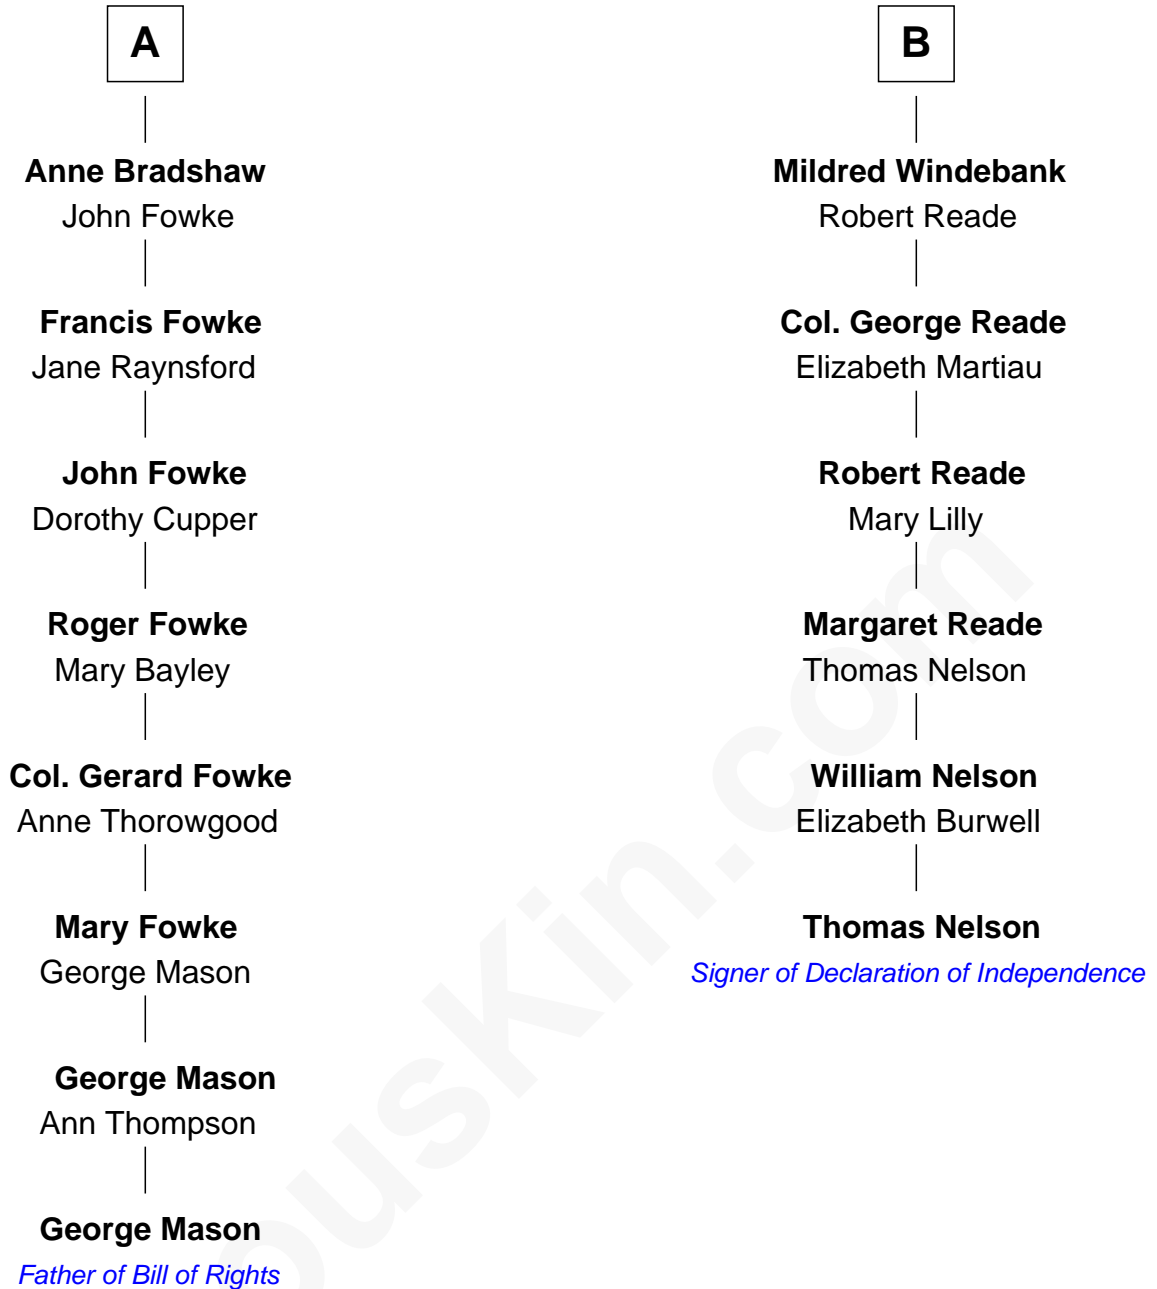 A
Anne Bradshaw
John Fowke
Francis Fowke
Jane Raynsford
John Fowke
Dorothy Cupper
Roger Fowke
Mary Bayley
Col. Gerard Fowke
Anne Thorowgood
Mary Fowke
George Mason
George Mason
Ann Thompson
George Mason
Father of Bill of Rights
B
Mildred Windebank
Robert Reade
Col. George Reade
Elizabeth Martiau
Robert Reade
Mary Lilly
Margaret Reade
Thomas Nelson
William Nelson
Elizabeth Burwell
Thomas Nelson
Signer of Declaration of Independence
ousKin.com